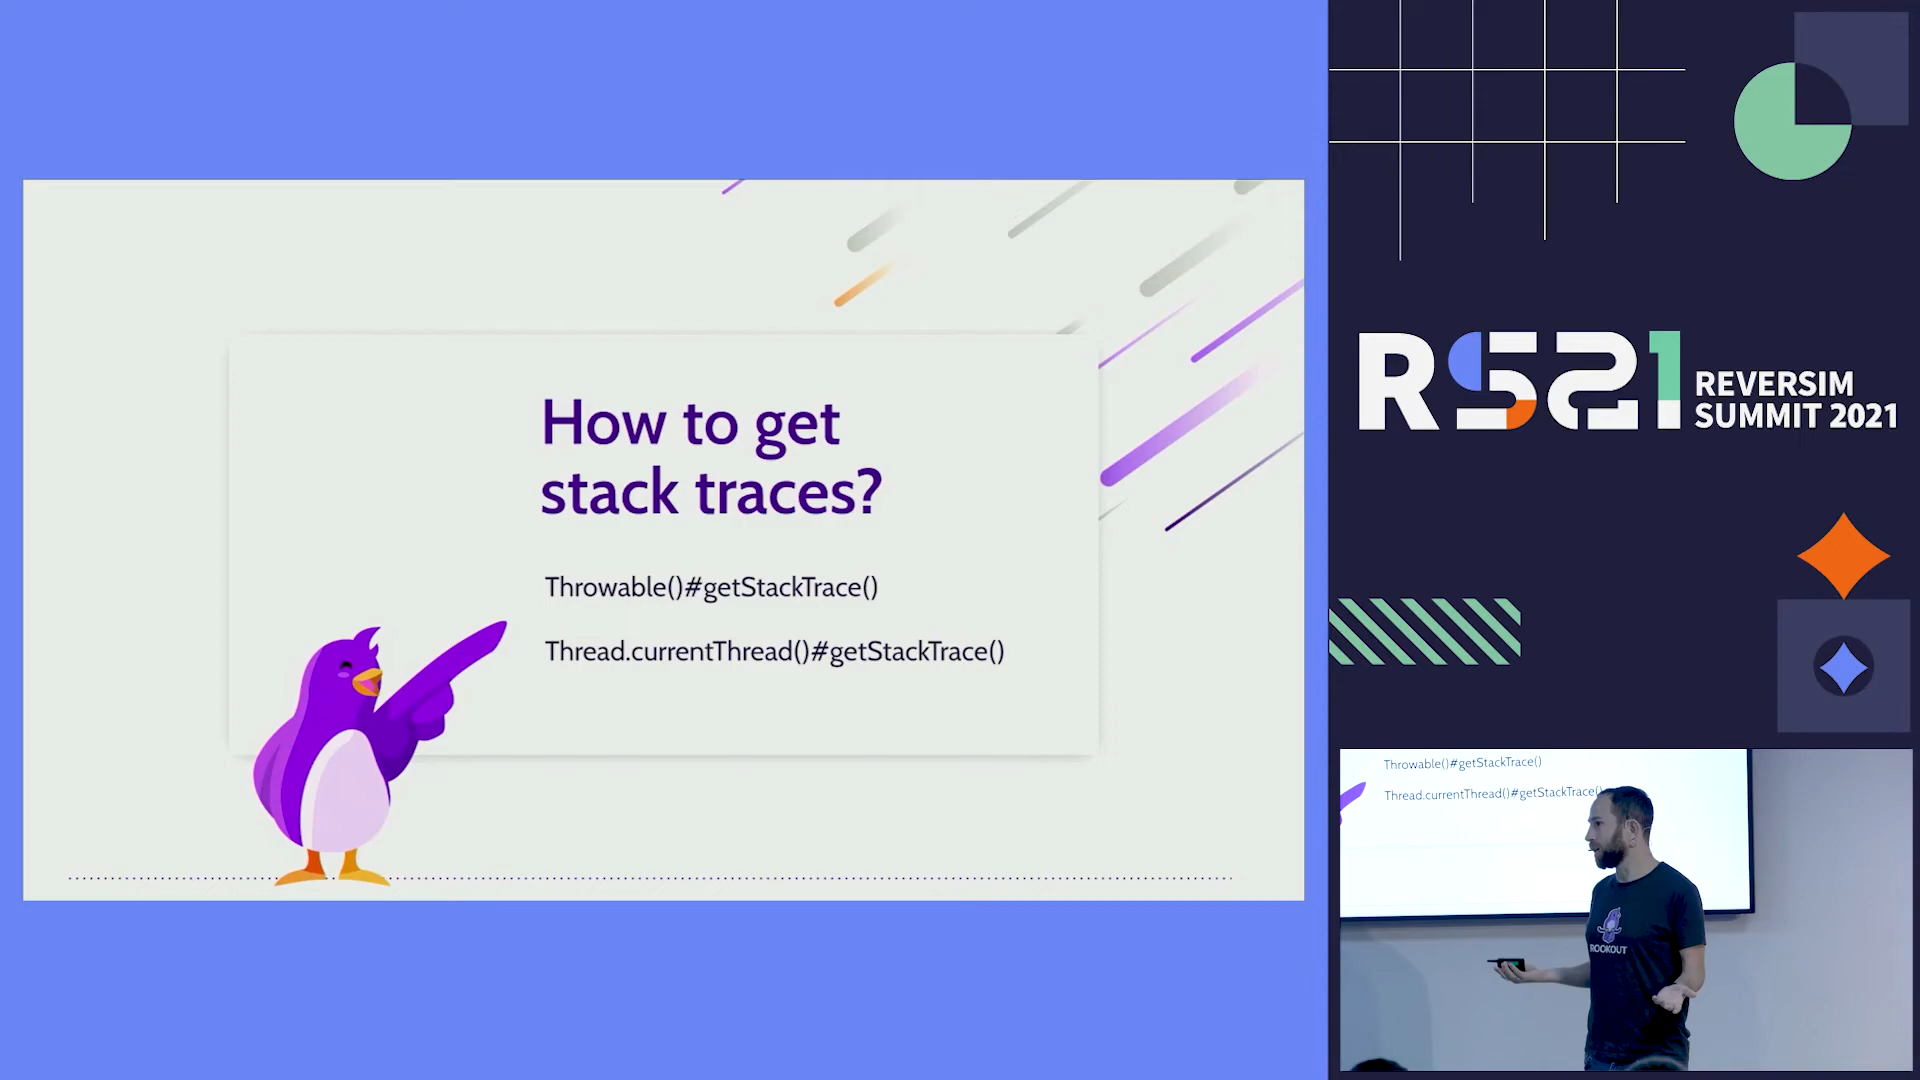 How to get
stack traces?
Throwable()#getStackTrace()
Thread.currentThread()#getStackTrace()
RS21
REVERSIM
SUMMIT 2021
Throwable()#getStackTrace()
Thread.currentThread()#getStackTrace()
ROOKOUT